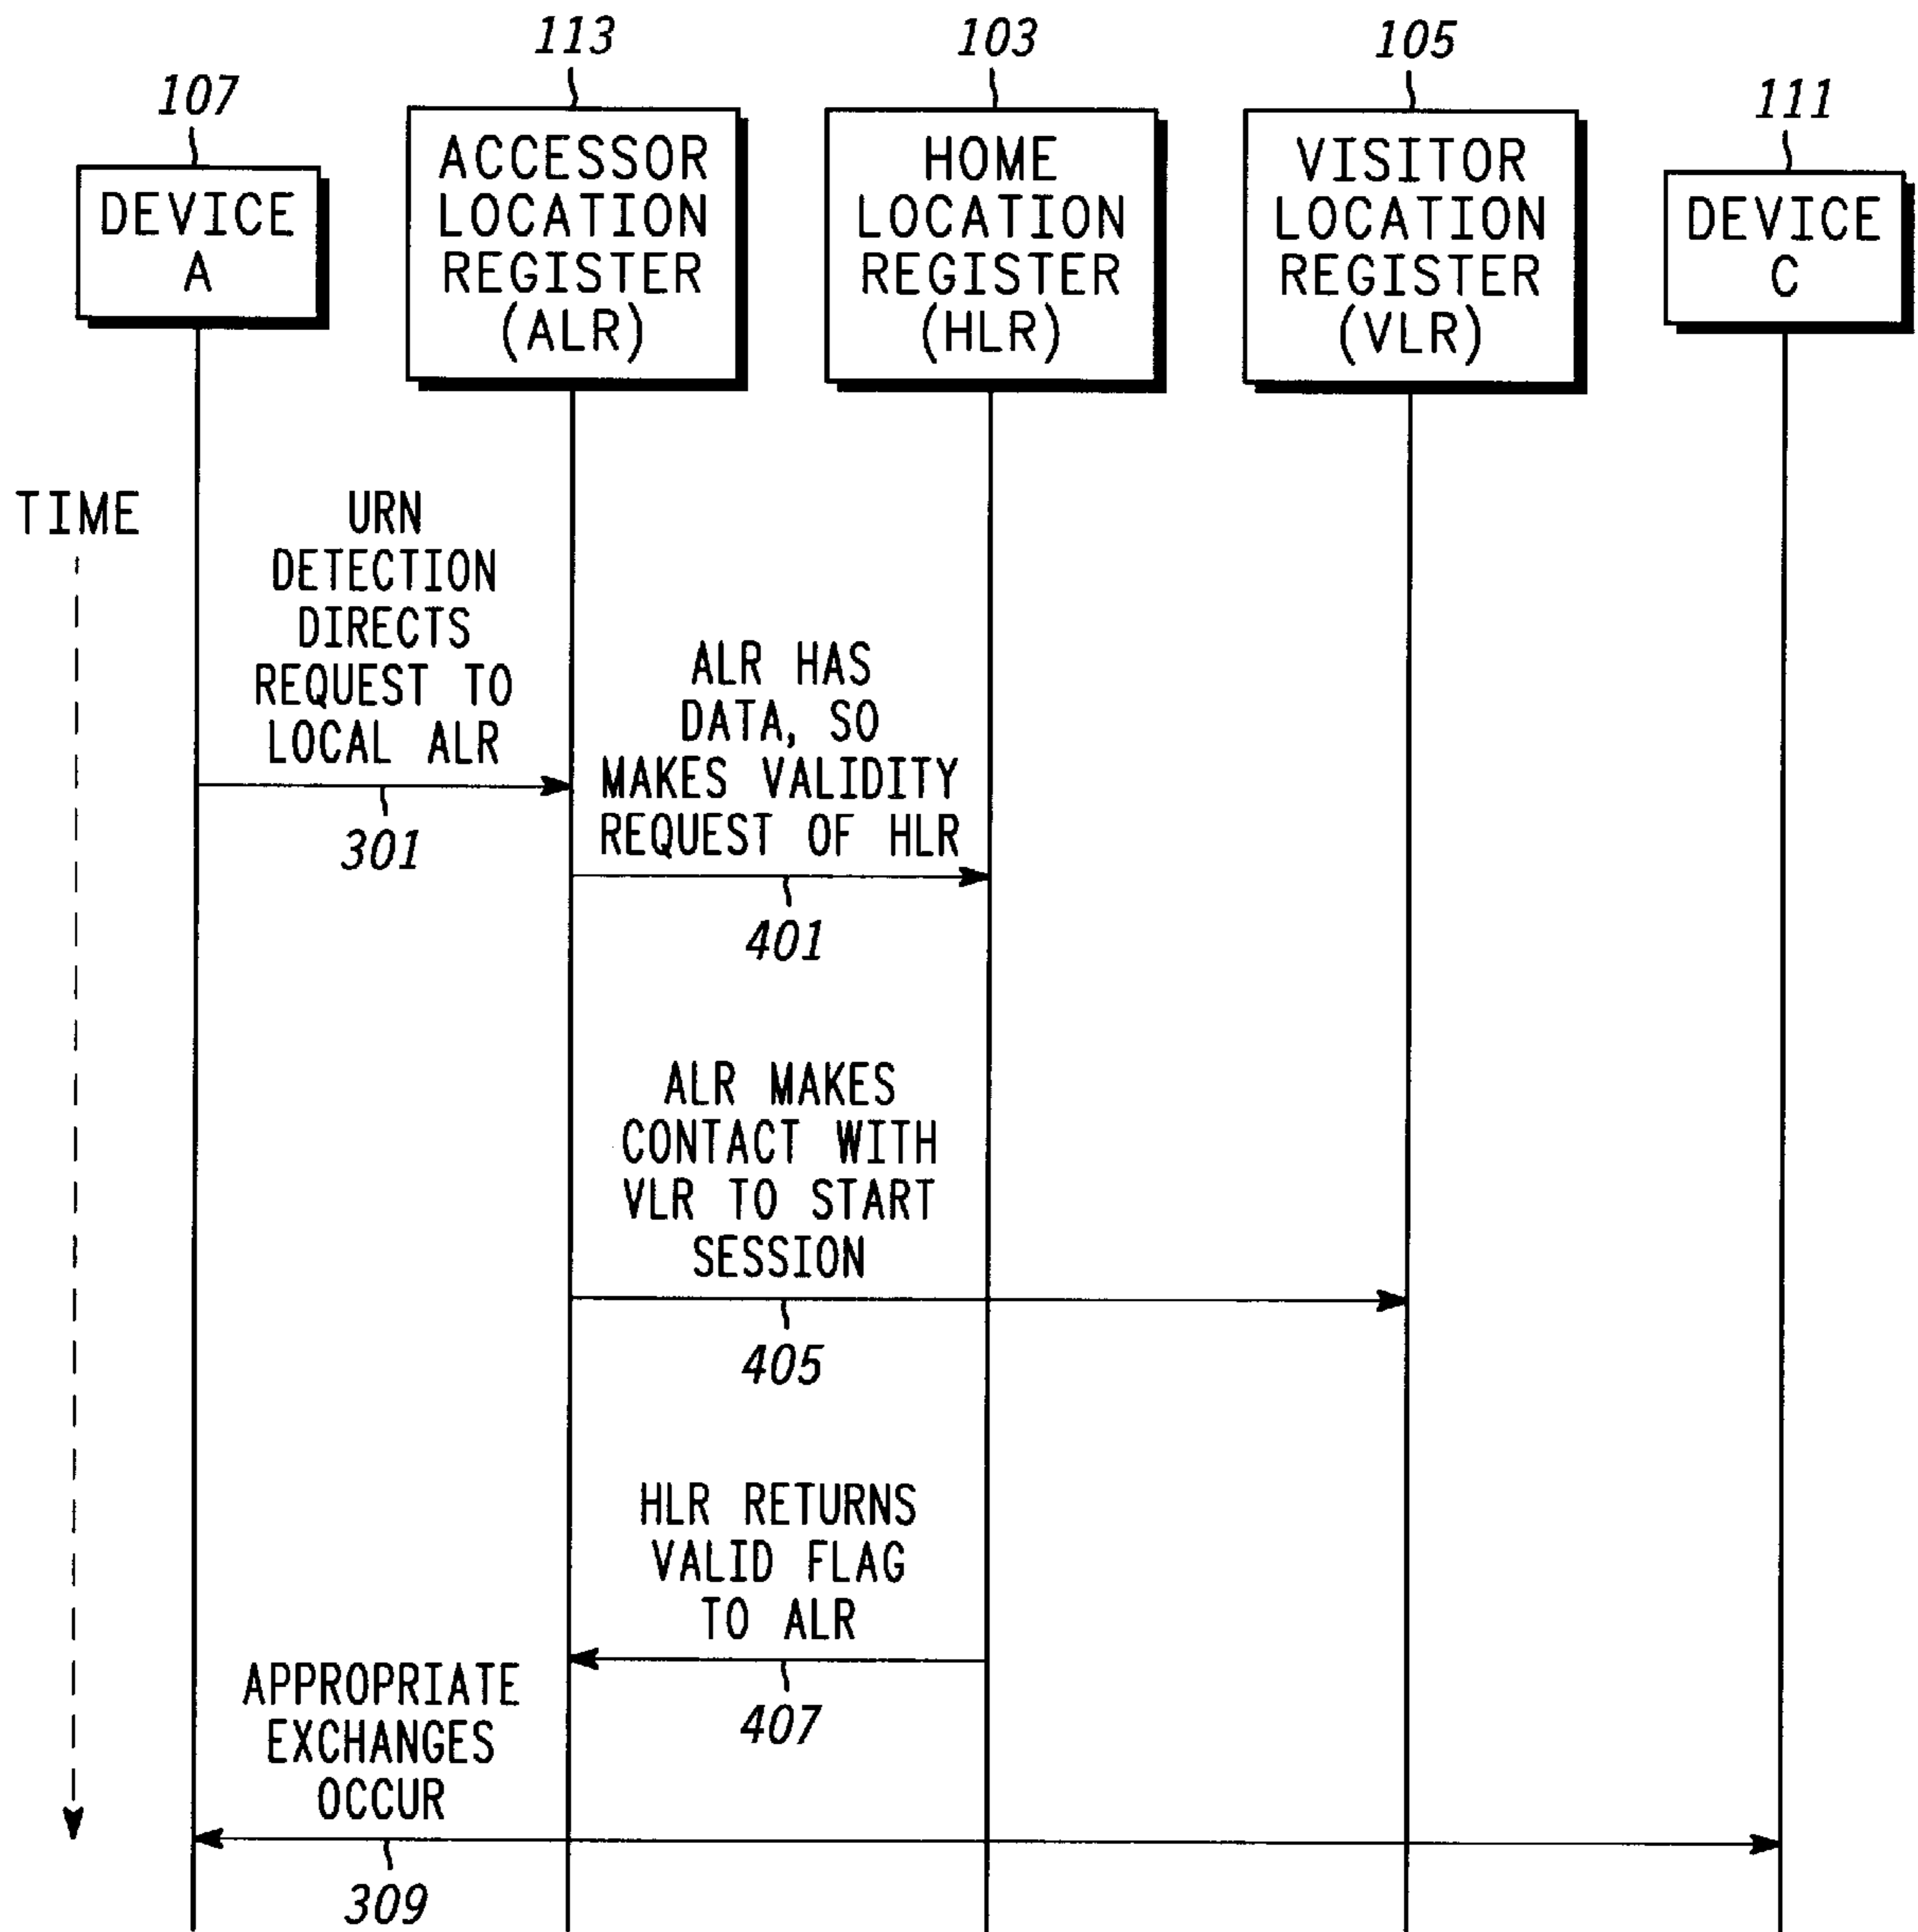 107
113
103
105
111
DEVICE
A
ACCESSOR
LOCATION
REGISTER
(ALR)
HOME
LOCATION
REGISTER
(HLR)
VISITOR
LOCATION
REGISTER
(VLR)
DEVICE
C
TIME
URN
DETECTION
DIRECTS
REQUEST TO
LOCAL ALR
301
ALR HAS
DATA, SO
MAKES VALIDITY
REQUEST OF HLR
401
ALR MAKES
CONTACT WITH
VLR TO START
SESSION
405
HLR RETURNS
VALID FLAG
TO ALR
407
APPROPRIATE
EXCHANGES
OCCUR
309